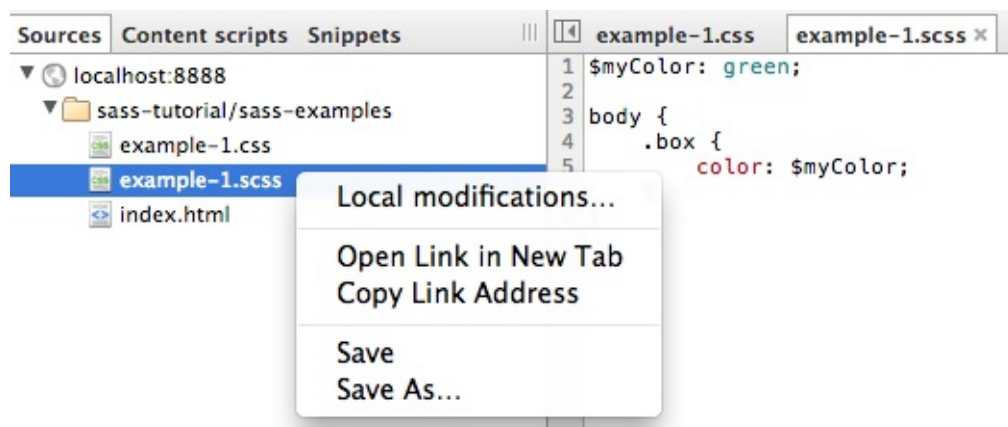 Sources Content scripts Snippets
localhost:8888
sass-tutorial/sass-examples
example-1.css
example-1.scss
index.html
Local modifications...
Open Link in New Tab
Copy Link Address
Save
Save As...
example-1.css example-1.scss ×
1 $myColor: green;
2
3 body {
4 .box {
5 color: $myColor;